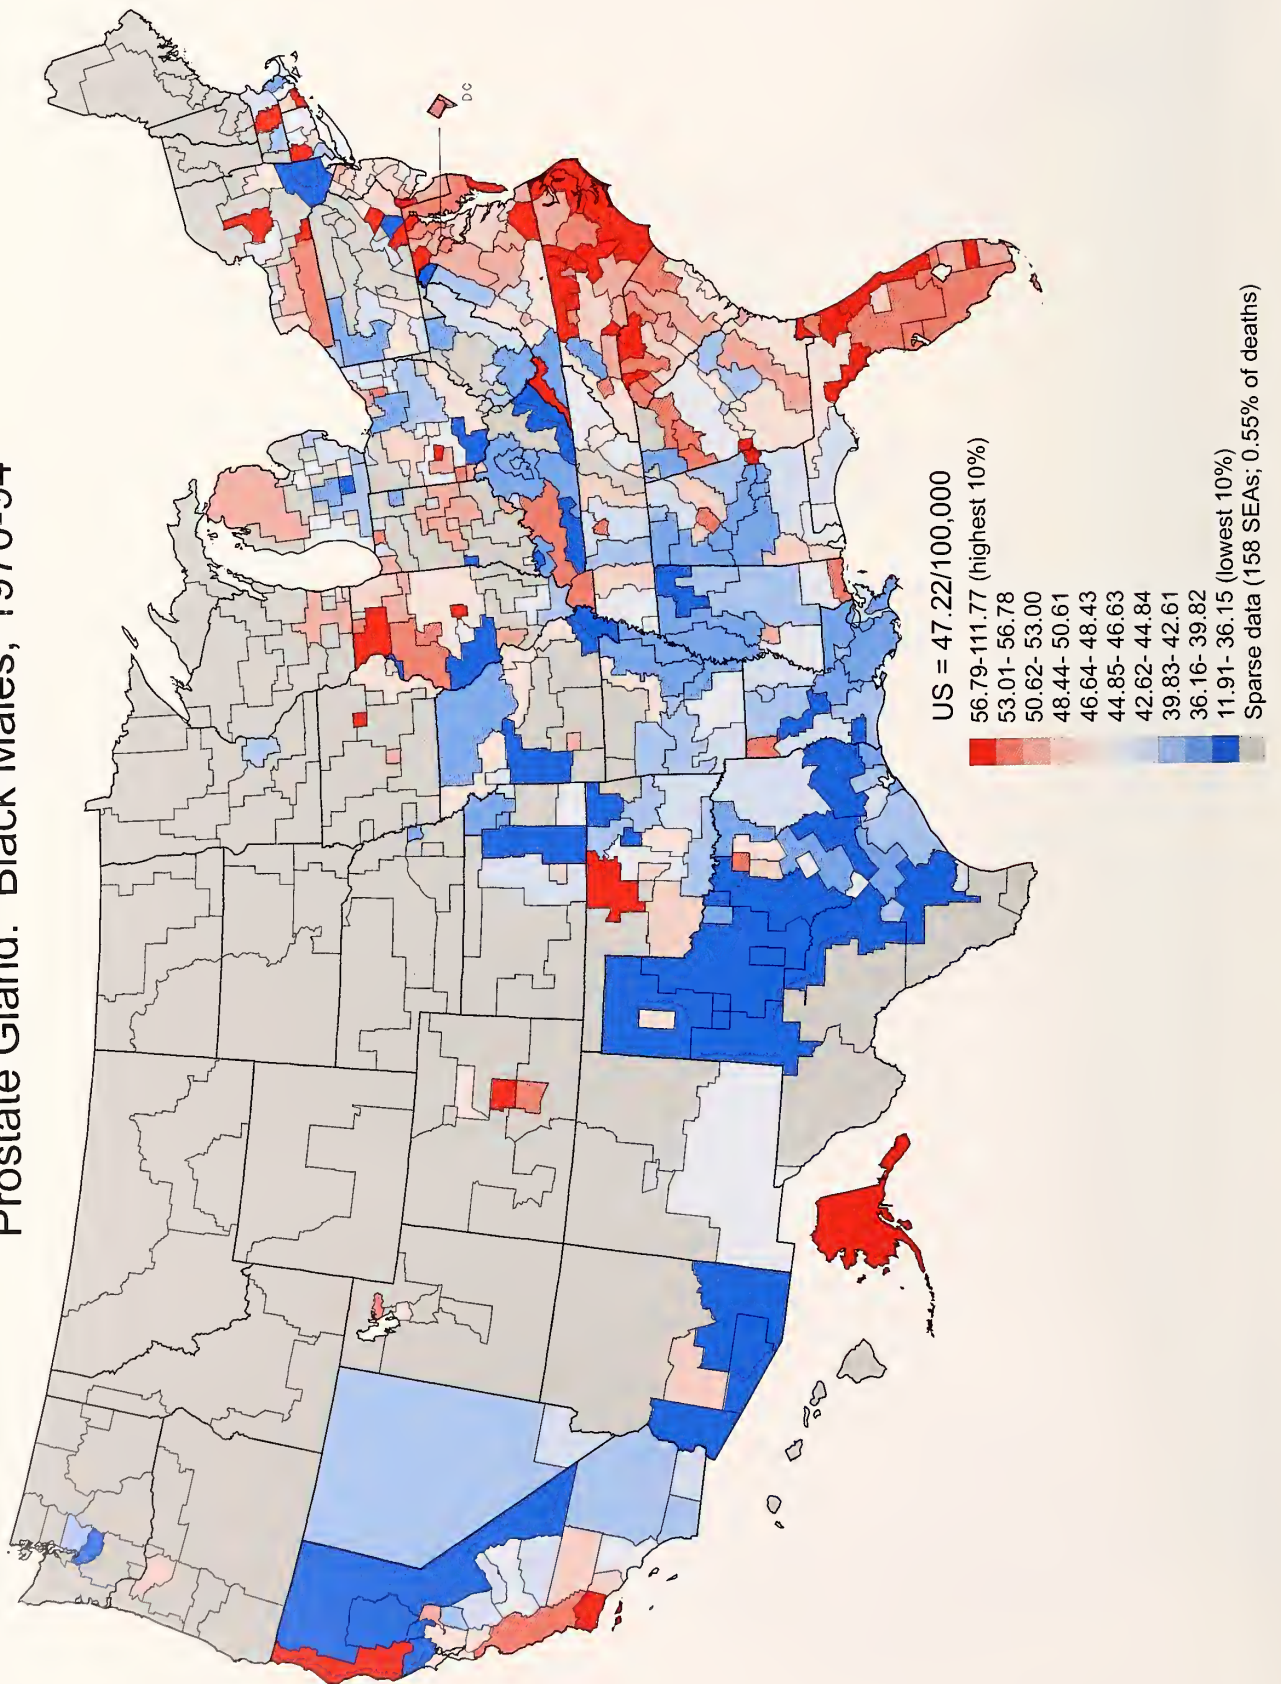 Prostate Gland: Black Males, 1970-94
DC
US = 47.22/100,000
56.79-111.77 (highest 10%)
53.01- 56.78
50.62- 53.00
48.44- 50.61
46.64- 48.43
44.85- 46.63
42.62- 44.84
39.83- 42.61
36.16- 39.82
11.91- 36.15 (lowest 10%)
Sparse data (158 SEAs; 0.55% of deaths)